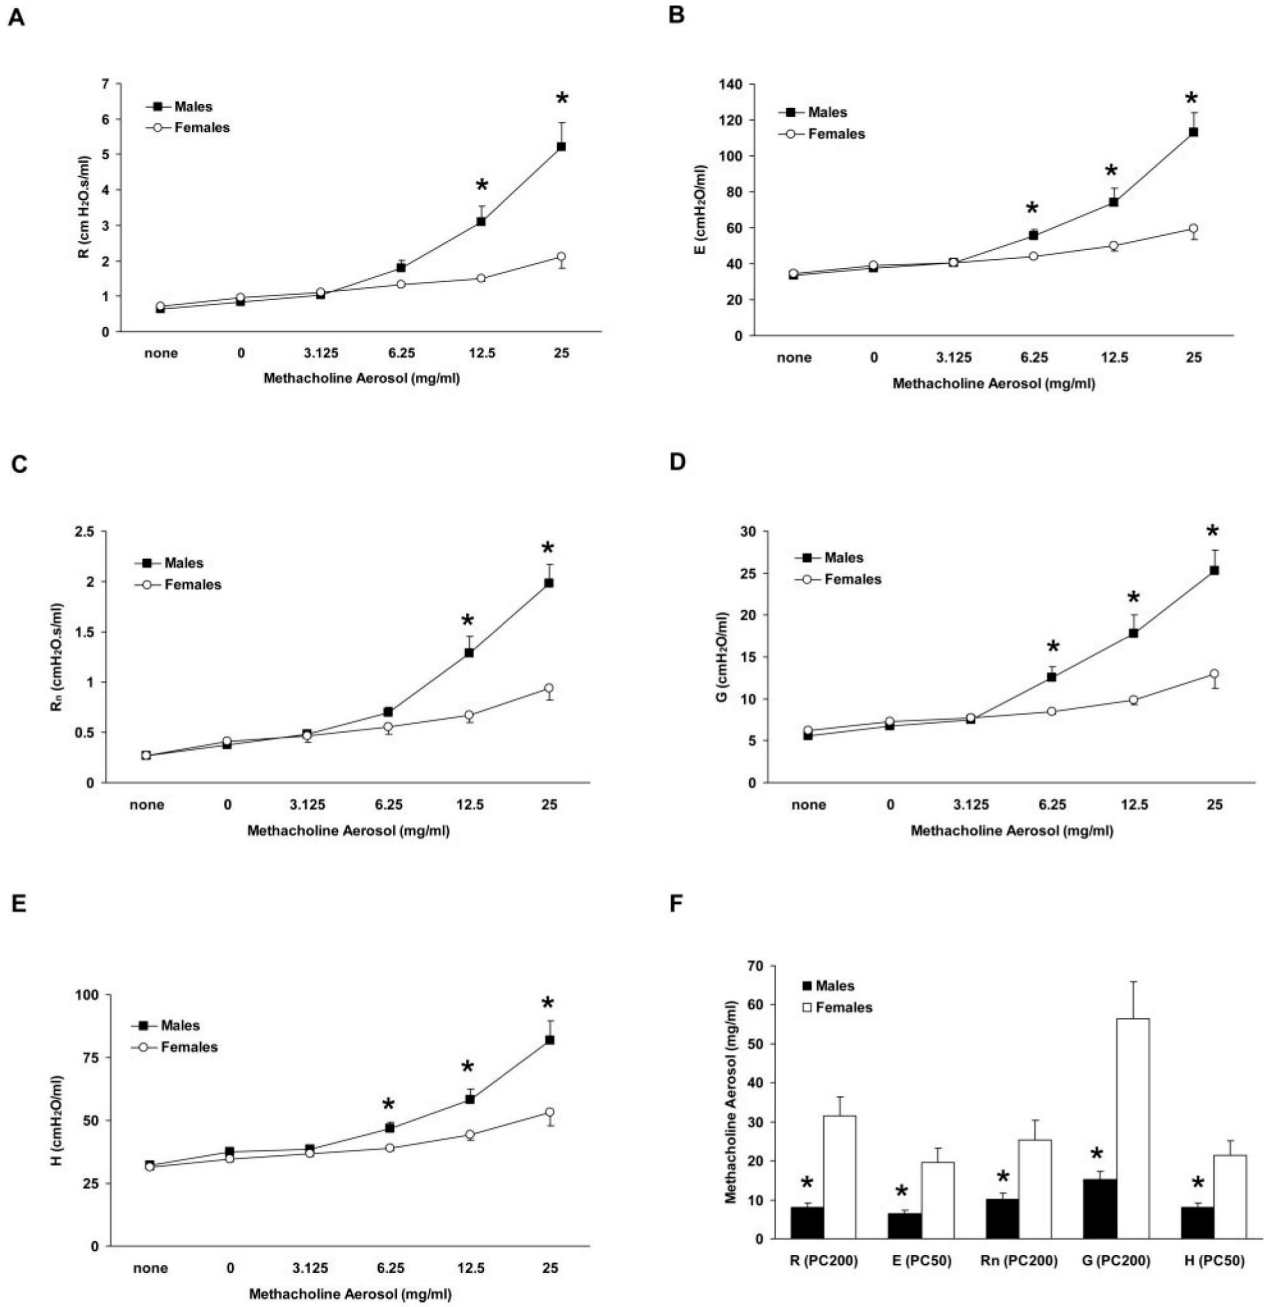 A
7
6
5
4
3
2
1
0
R (cm H2O.s/ml)
Males
Females
*
*
none 0 3.125 6.25 12.5 25
Methacholine Aerosol (mg/ml)
B
140
120
100
80
60
40
20
0
E (cmH2O/ml)
Males
Females
*
*
*
none 0 3.125 6.25 12.5 25
Methacholine Aerosol (mg/ml)
C
2.5
2
1.5
1
0.5
0
Rn (cmH2O.s/ml)
Males
Females
*
*
none 0 3.125 6.25 12.5 25
Methacholine Aerosol (mg/ml)
D
30
25
20
15
10
5
0
G (cmH2O/ml)
Males
Females
*
*
*
none 0 3.125 6.25 12.5 25
Methacholine Aerosol (mg/ml)
E
100
75
50
25
0
H (cmH2O/ml)
Males
Females
*
*
*
none 0 3.125 6.25 12.5 25
Methacholine Aerosol (mg/ml)
F
70
60
50
40
30
20
10
0
Methacholine Aerosol (mg/ml)
Males
Females
* * * * *
R (PC200) E (PC50) Rn (PC200) G (PC200) H (PC50)